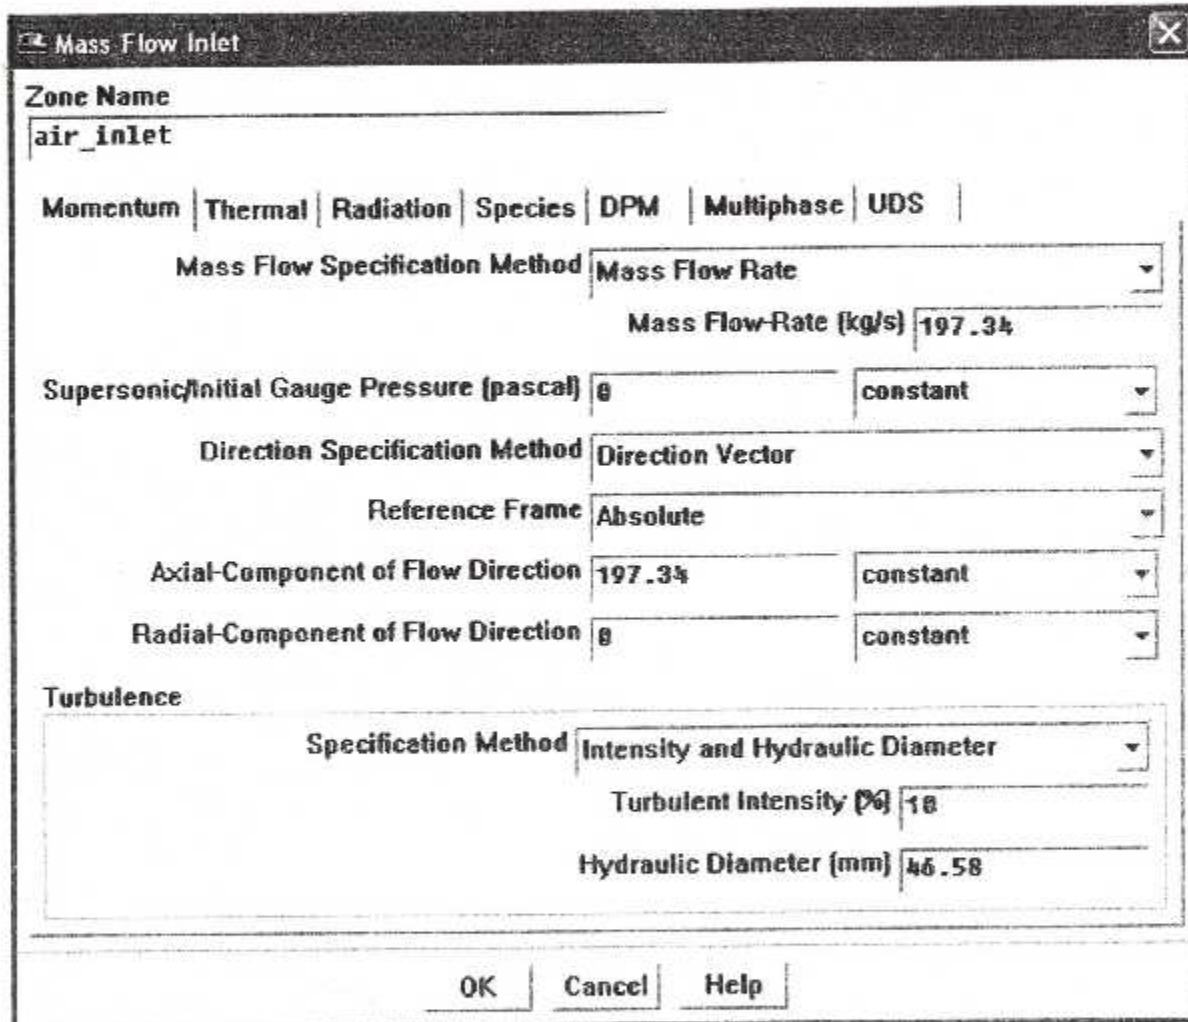 Mass Flow Inlet
Zone Name
air_inlet
Momentum Thermal Radiation Species DPM Multiphase UDS
Mass Flow Specification Method Mass Flow Rate
Mass Flow-Rate (kg/s) 197.34
Supersonic/Initial Gauge Pressure (pascal) 0 constant
Direction Specification Method Direction Vector
Reference Frame Absolute
Axial-Component of Flow Direction 197.34 constant
Radial-Component of Flow Direction 0 constant
Turbulence
Specification Method Intensity and Hydraulic Diameter
Turbulent Intensity (%) 10
Hydraulic Diameter (mm) 46.58
OK Cancel Help